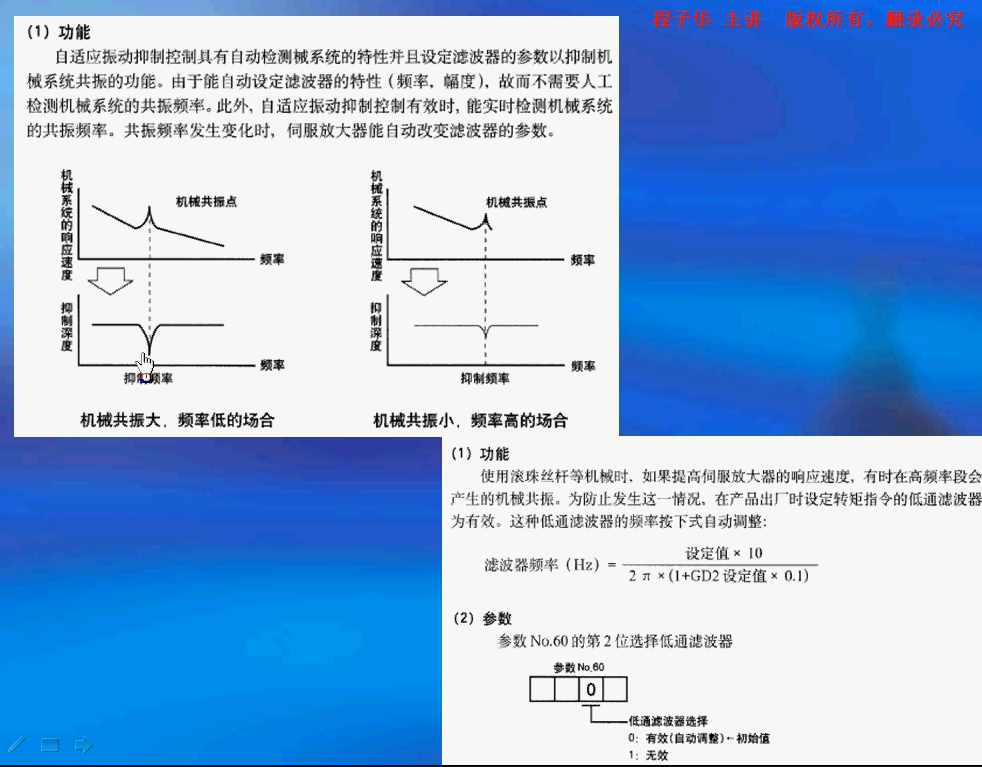 程子华 主讲 版权所有，翻录必究
（1）功能
自适应振动抑制控制具有自动检测械系统的特性并且设定滤波器的参数以抑制机
械系统共振的功能。由于能自动设定滤波器的特性（频率，幅度），故而不需要人工
检测机械系统的共振频率。此外，自适应振动抑制控制有效时，能实时检测机械系统
的共振频率。共振频率发生变化时，伺服放大器能自动改变滤波器的参数。
机械系统的响应速度
机械共振点
频率
抑制深度
频率
抑制频率
机械共振大，频率低的场合
机械系统的响应速度
机械共振点
频率
抑制深度
频率
抑制频率
机械共振小，频率高的场合
（1）功能
使用滚珠丝杆等机械时，如果提高伺服放大器的响应速度，有时在高频率段会
产生的机械共振。为防止发生这一情况，在产品出厂时设定转矩指令的低通滤波器
为有效。这种低通滤波器的频率按下式自动调整：
滤波器频率（Hz）= 设定值 × 10
2 π ×(1+GD2 设定值 × 0.1)
（2）参数
参数 No.60 的第 2 位选择低通滤波器
参数No.60
0
低通滤波器选择
0：有效(自动调整)←初始值
1：无效